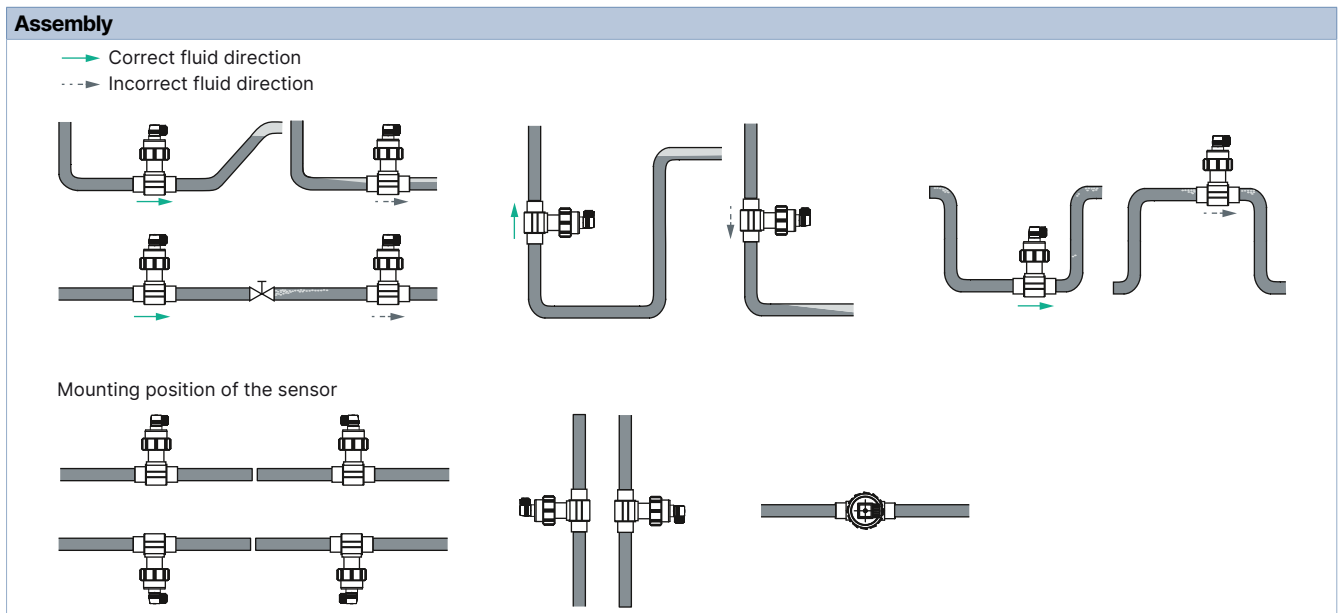 Assembly
Correct fluid direction
Incorrect fluid direction
Mounting position of the sensor